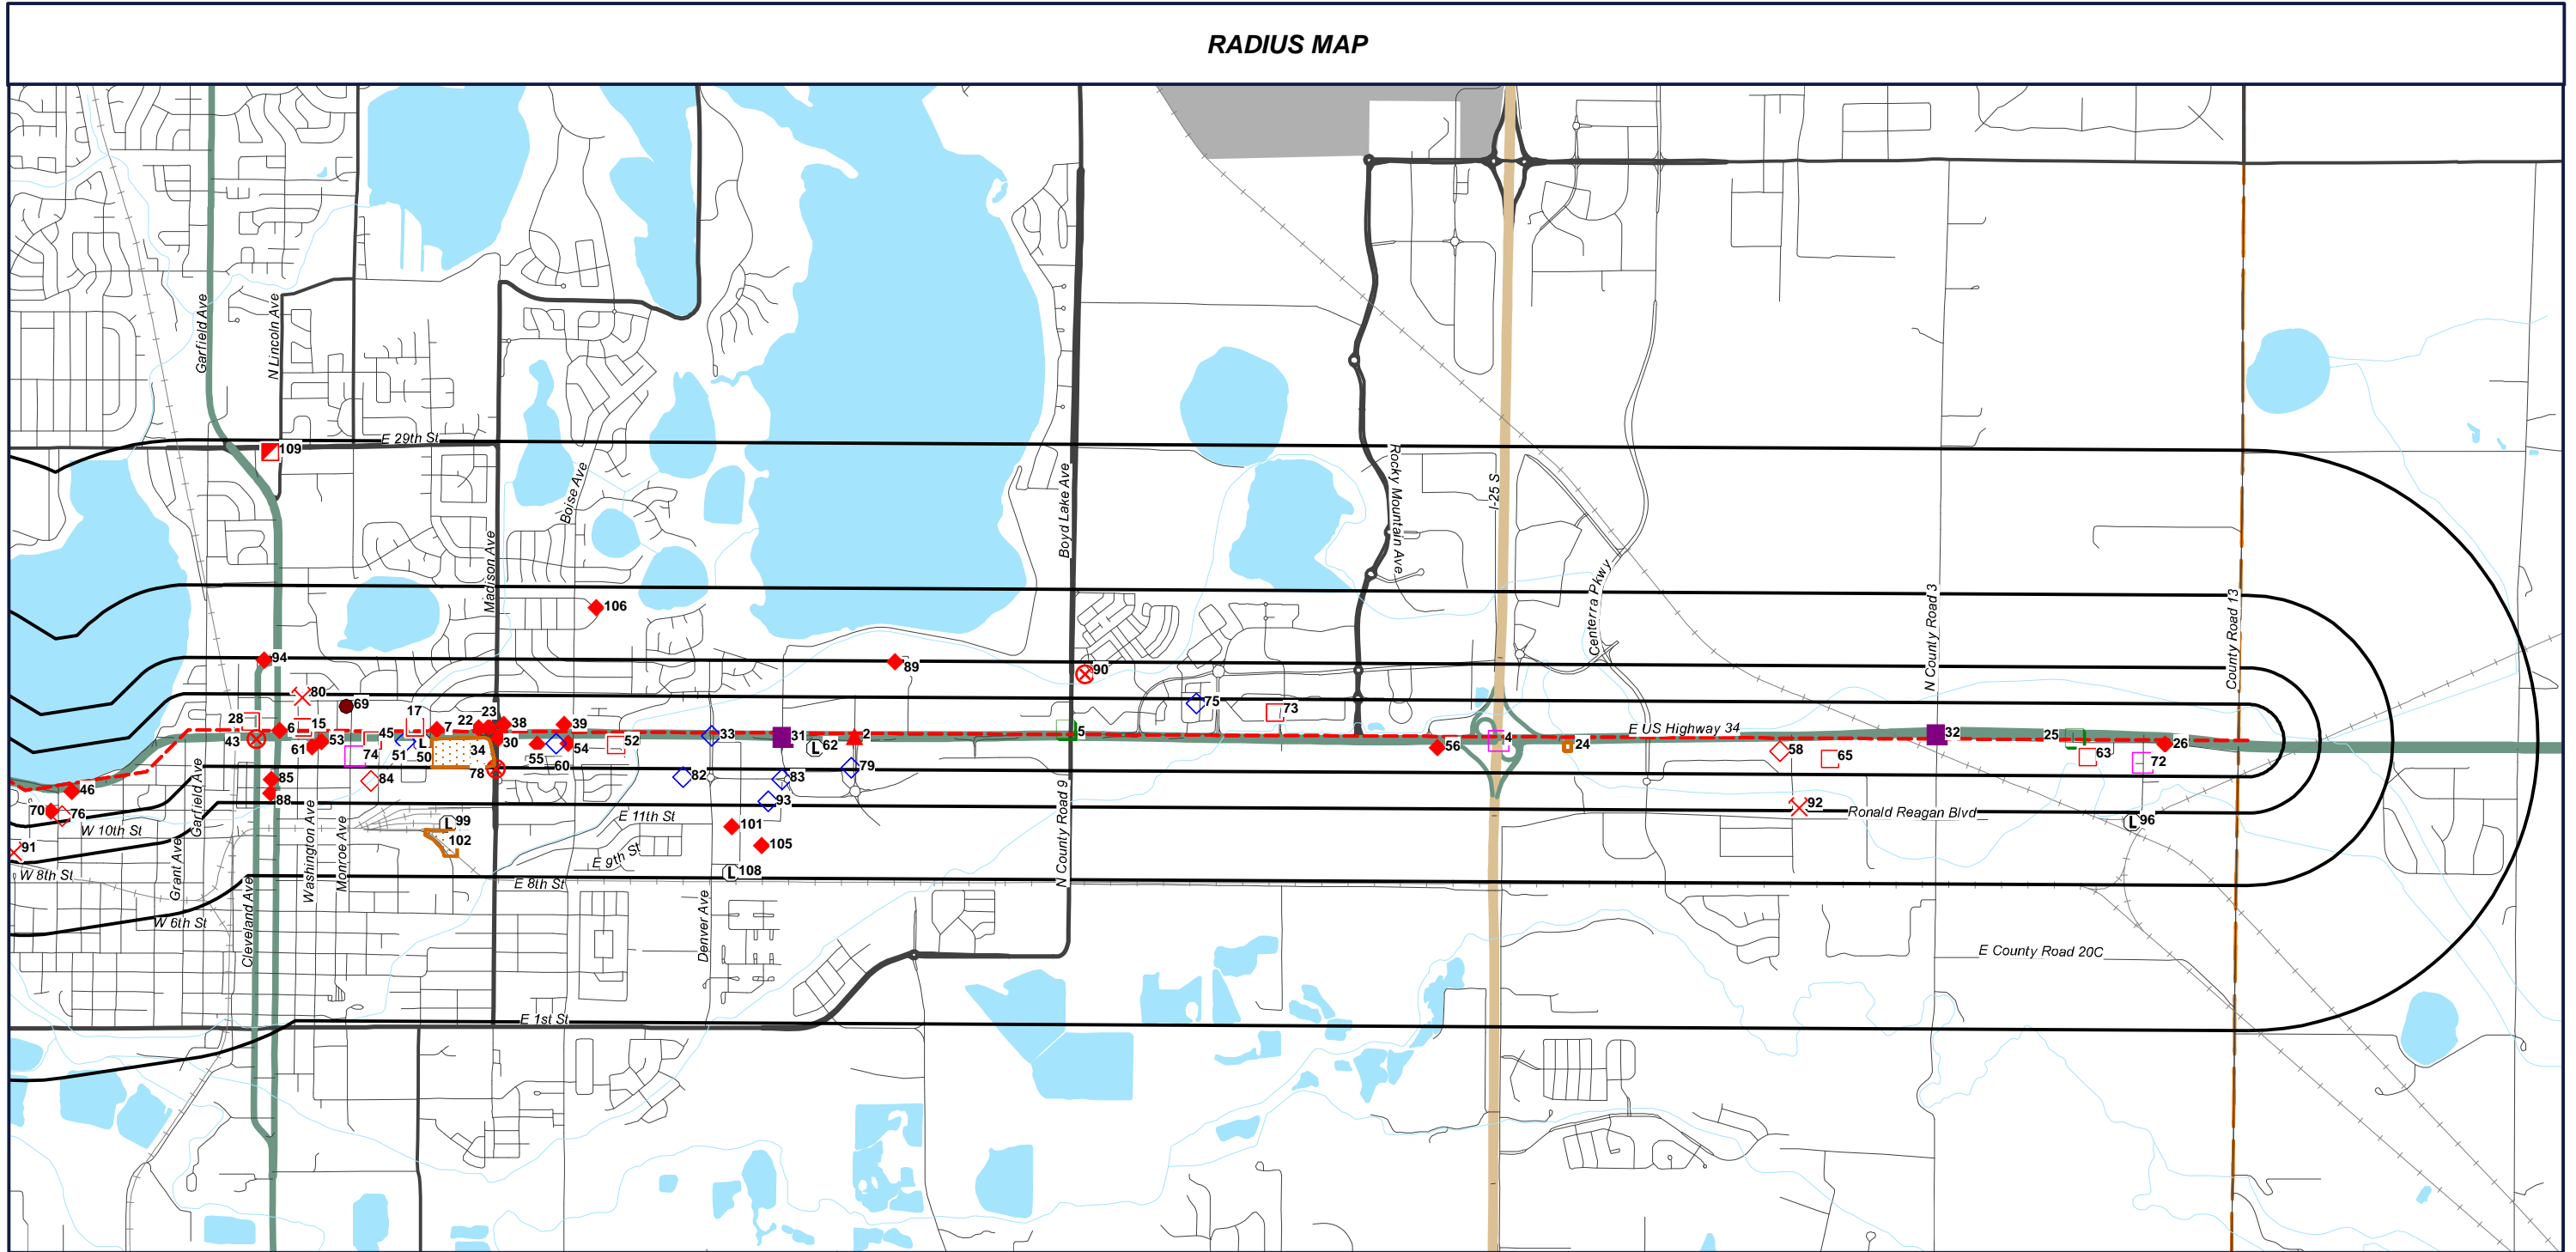 RADIUS MAP
Garfield Ave
N Lincoln Ave
E 29th St
109
Boise Ave
Madison Ave
Boyd Lake Ave
Rocky Mountain Ave
I-25 S
Centerra Pkwy
N County Road 3
County Road 13
106
94
89
90
80
69
75
73
28
6
15
17
7
22
23
38
39
33
31
62
2
5
4
E US Highway 34
32
25
26
43
61
53
45
74
51
L
50
34
30
55
60
54
52
56
24
58
65
63
72
46
85
84
78
82
83
79
88
70
76
93
92
Ronald Reagan Blvd
L 96
W 10th St
Garfield Ave
Washington Ave
Monroe Ave
L 99
102
E 11th St
101
105
91
E 9th St
N County Road 9
W 8th St
Grant Ave
E 8th St
L 108
W 6th St
Cleveland Ave
Denver Ave
E County Road 20C
E 1st St